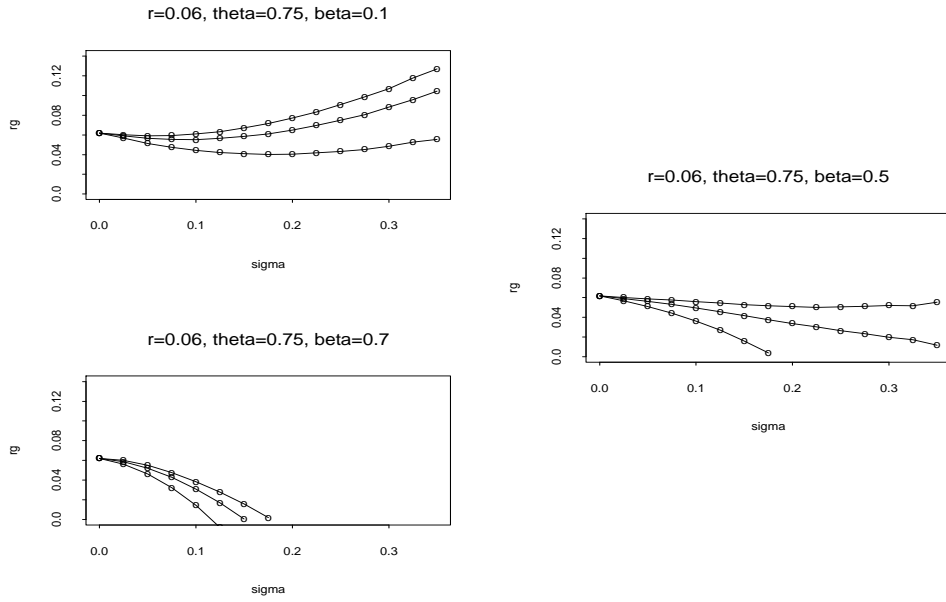 r=0.06, theta=0.75, beta=0.1
rg
0.0 0.04 0.08 0.12
0.0 0.1 0.2 0.3
sigma
r=0.06, theta=0.75, beta=0.5
rg
0.0 0.04 0.08 0.12
0.0 0.1 0.2 0.3
sigma
r=0.06, theta=0.75, beta=0.7
rg
0.0 0.04 0.08 0.12
0.0 0.1 0.2 0.3
sigma